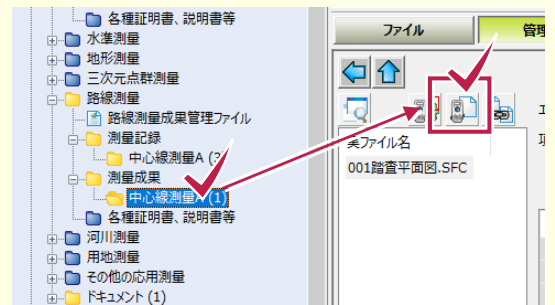 各種証明書、説明書等
水準測量
地形測量
三次元点群測量
路線測量
路線測量成果管理ファイル
測量記録
中心線測量A (3)
測量成果
中心線測量A (1)
各種証明書、説明書等
河川測量
用地測量
その他の応用測量
ドキュメント (1)
ファイル
管理
実ファイル名
001踏査平面図.SFC